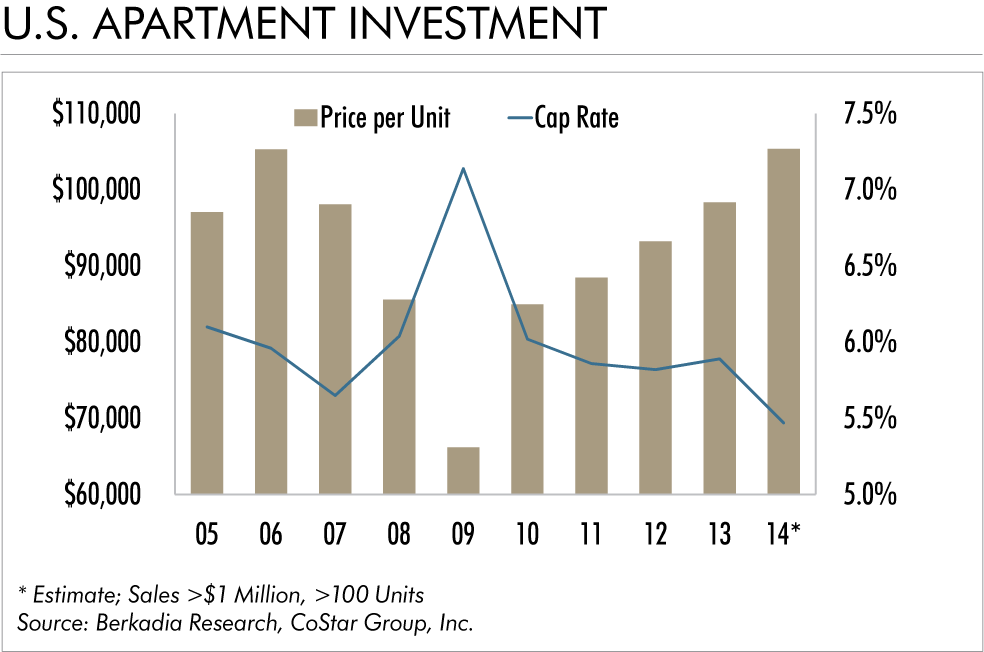 U.S. APARTMENT INVESTMENT
Price per Unit Cap Rate
$110,000 7.5%
$100,000 7.0%
$90,000 6.5%
$80,000 6.0%
$70,000 5.5%
$60,000 5.0%
05 06 07 08 09 10 11 12 13 14*
* Estimate; Sales >$1 Million, >100 Units
Source: Berkadia Research, CoStar Group, Inc.